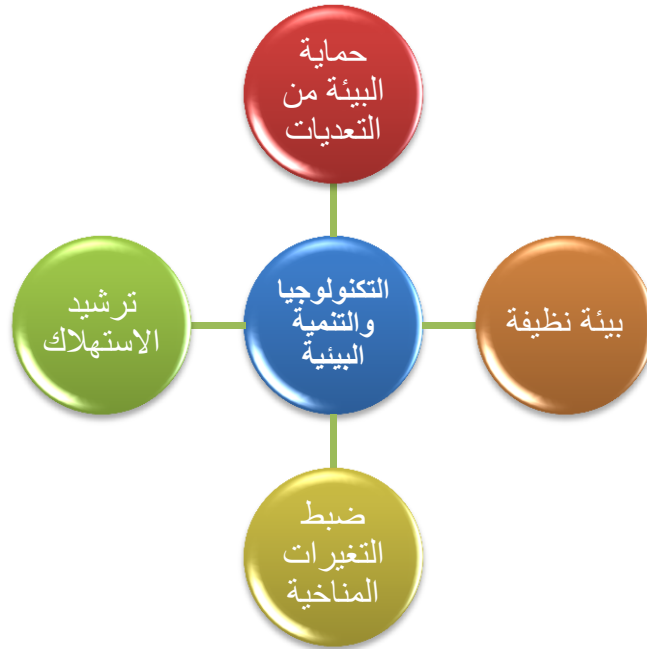 حماية
البيئة من
التعديات
بيئة نظيفة
التكنولوجيا
والتنمية
البيئية
ترشيد
الاستهلاك
ضبط
التغيرات
المناخية